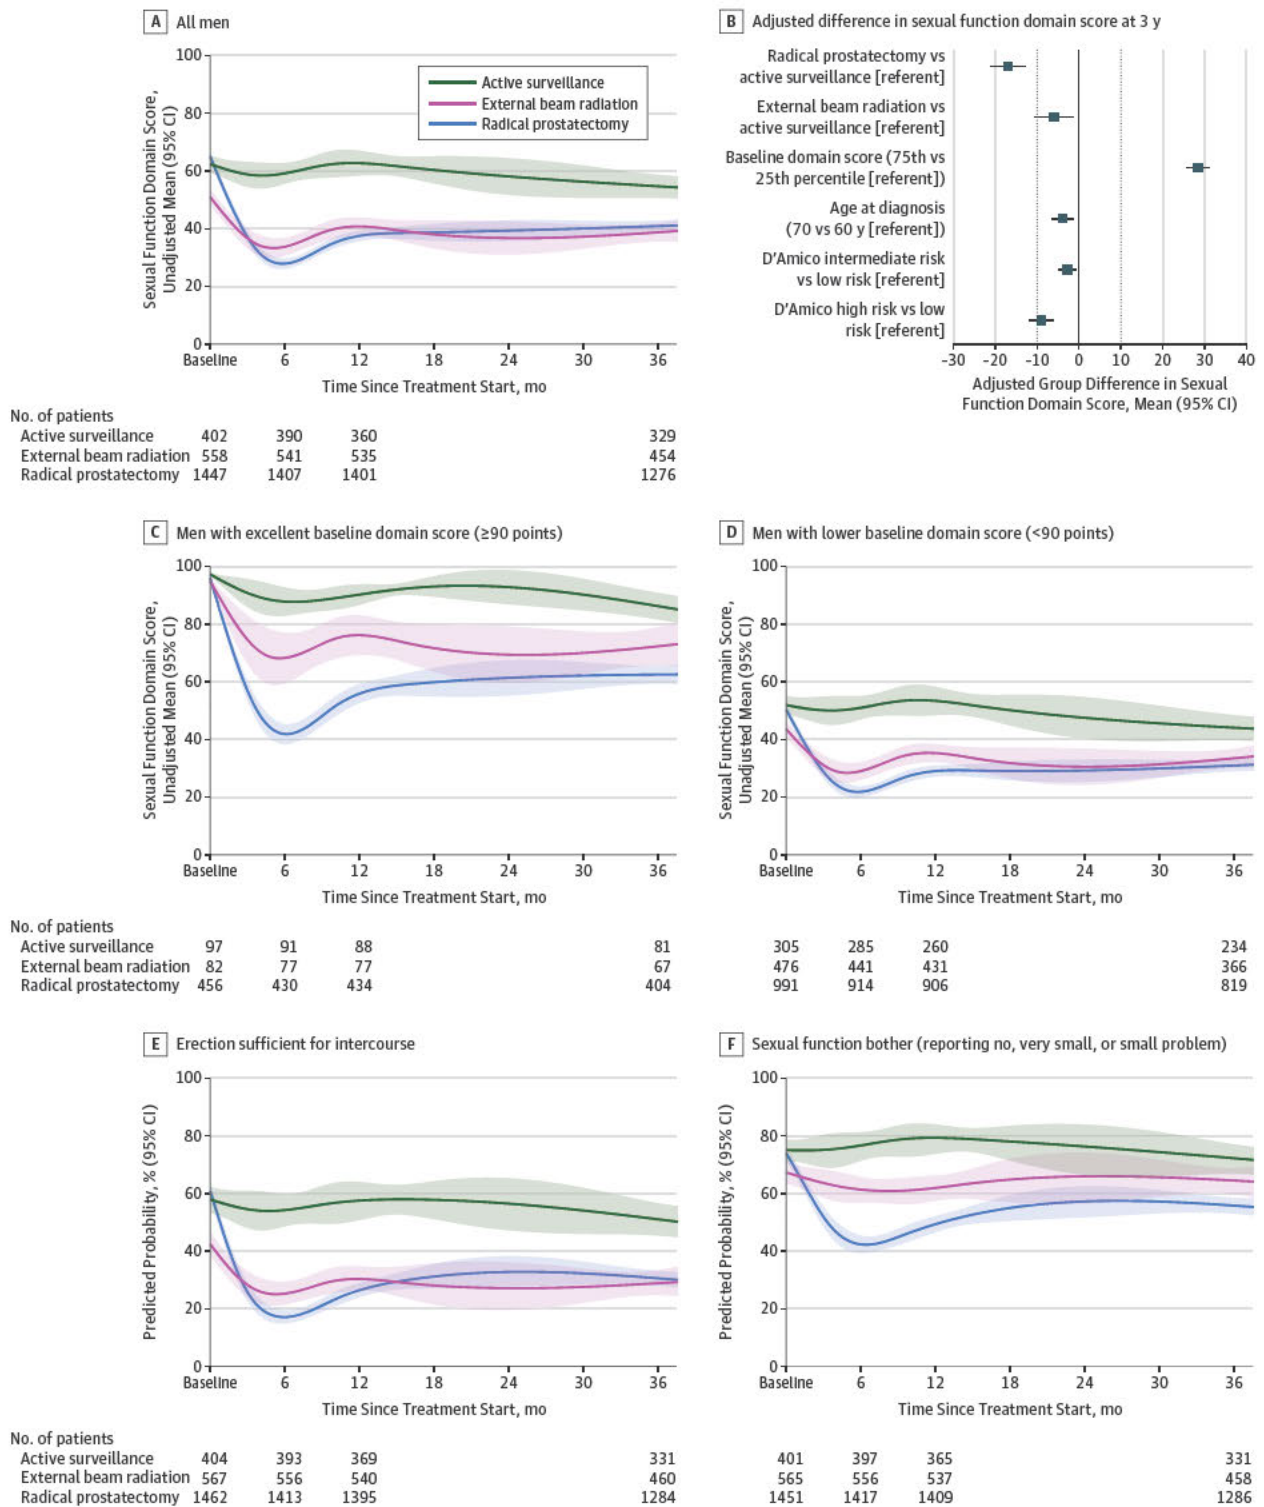 A All men
100
80
60
40
20
0
Sexual Function Domain Score,
Unadjusted Mean (95% CI)
Active surveillance
External beam radiation
Radical prostatectomy
Baseline 6 12 18 24 30 36
Time Since Treatment Start, mo
No. of patients
Active surveillance 402 390 360 329
External beam radiation 558 541 535 454
Radical prostatectomy 1447 1407 1401 1276
B Adjusted difference in sexual function domain score at 3 y
Radical prostatectomy vs
active surveillance [referent]
External beam radiation vs
active surveillance [referent]
Baseline domain score (75th vs
25th percentile [referent])
Age at diagnosis
(70 vs 60 y [referent])
D'Amico intermediate risk
vs low risk [referent]
D'Amico high risk vs low
risk [referent]
-30 -20 -10 0 10 20 30 40
Adjusted Group Difference in Sexual
Function Domain Score, Mean (95% CI)
C Men with excellent baseline domain score (≥90 points)
100
80
60
40
20
0
Sexual Function Domain Score,
Unadjusted Mean (95% CI)
Baseline 6 12 18 24 30 36
Time Since Treatment Start, mo
No. of patients
Active surveillance 97 91 88 81
External beam radiation 82 77 77 67
Radical prostatectomy 456 430 434 404
D Men with lower baseline domain score (<90 points)
100
80
60
40
20
0
Sexual Function Domain Score,
Unadjusted Mean (95% CI)
Baseline 6 12 18 24 30 36
Time Since Treatment Start, mo
305 285 260 234
476 441 431 366
991 914 906 819
E Erection sufficient for intercourse
100
80
60
40
20
0
Predicted Probability, % (95% CI)
Baseline 6 12 18 24 30 36
Time Since Treatment Start, mo
No. of patients
Active surveillance 404 393 369 331
External beam radiation 567 556 540 460
Radical prostatectomy 1462 1413 1395 1284
F Sexual function bother (reporting no, very small, or small problem)
100
80
60
40
20
0
Predicted Probability, % (95% CI)
Baseline 6 12 18 24 30 36
Time Since Treatment Start, mo
401 397 365 331
565 556 537 458
1451 1417 1409 1286